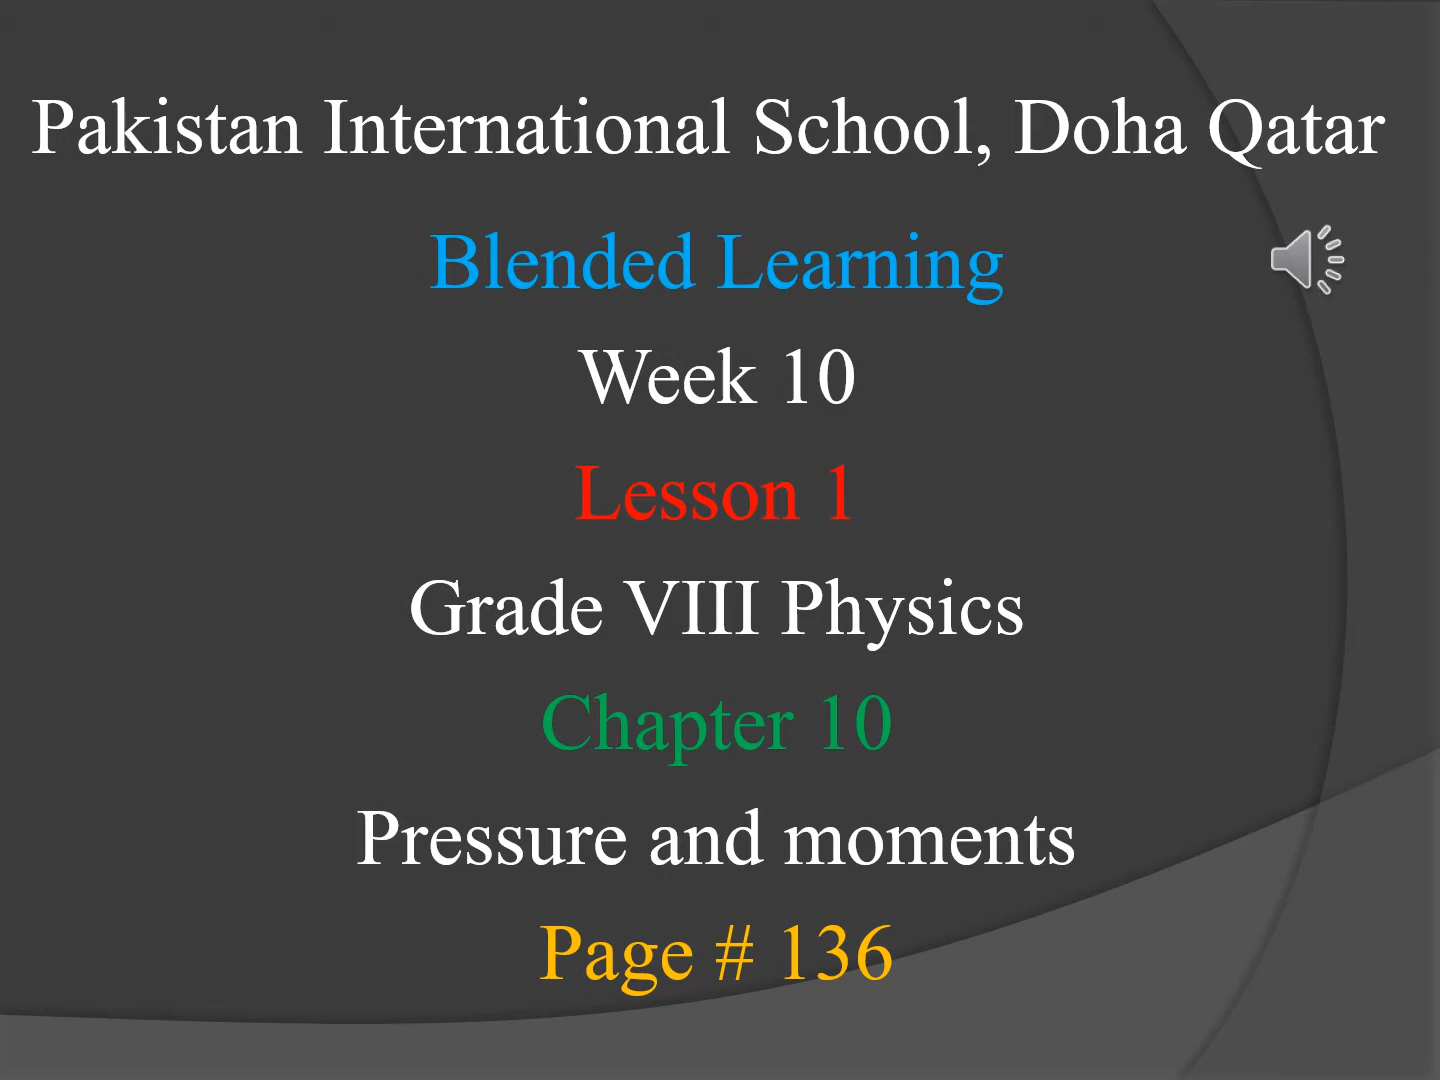 Pakistan International School, Doha Qatar
Blended Learning
Week 10
Lesson 1
Grade VIII Physics
Chapter 10
Pressure and moments
Page # 136